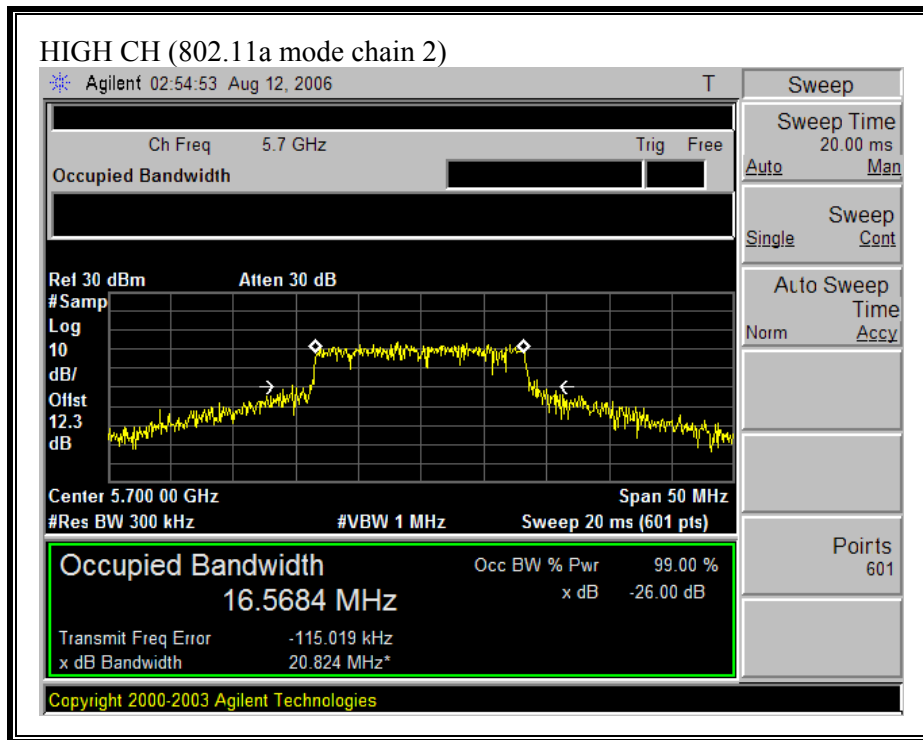 HIGH CH (802.11a mode chain 2)
Agilent 02:54:53 Aug 12, 2006 T
Sweep
Ch Freq 5.7 GHz Trig Free
Occupied Bandwidth
Sweep Time
20.00 ms
Auto Man
Sweep
Single Cont
Auto Sweep
Time
Norm Accy
Ref 30 dBm Atten 30 dB
#Samp
Log
10
dB/
Offst
12.3
dB
Center 5.700 00 GHz Span 50 MHz
#Res BW 300 kHz #VBW 1 MHz Sweep 20 ms (601 pts)
Points
601
Occupied Bandwidth
16.5684 MHz
Occ BW % Pwr 99.00 %
x dB -26.00 dB
Transmit Freq Error -115.019 kHz
x dB Bandwidth 20.824 MHz*
Copyright 2000-2003 Agilent Technologies